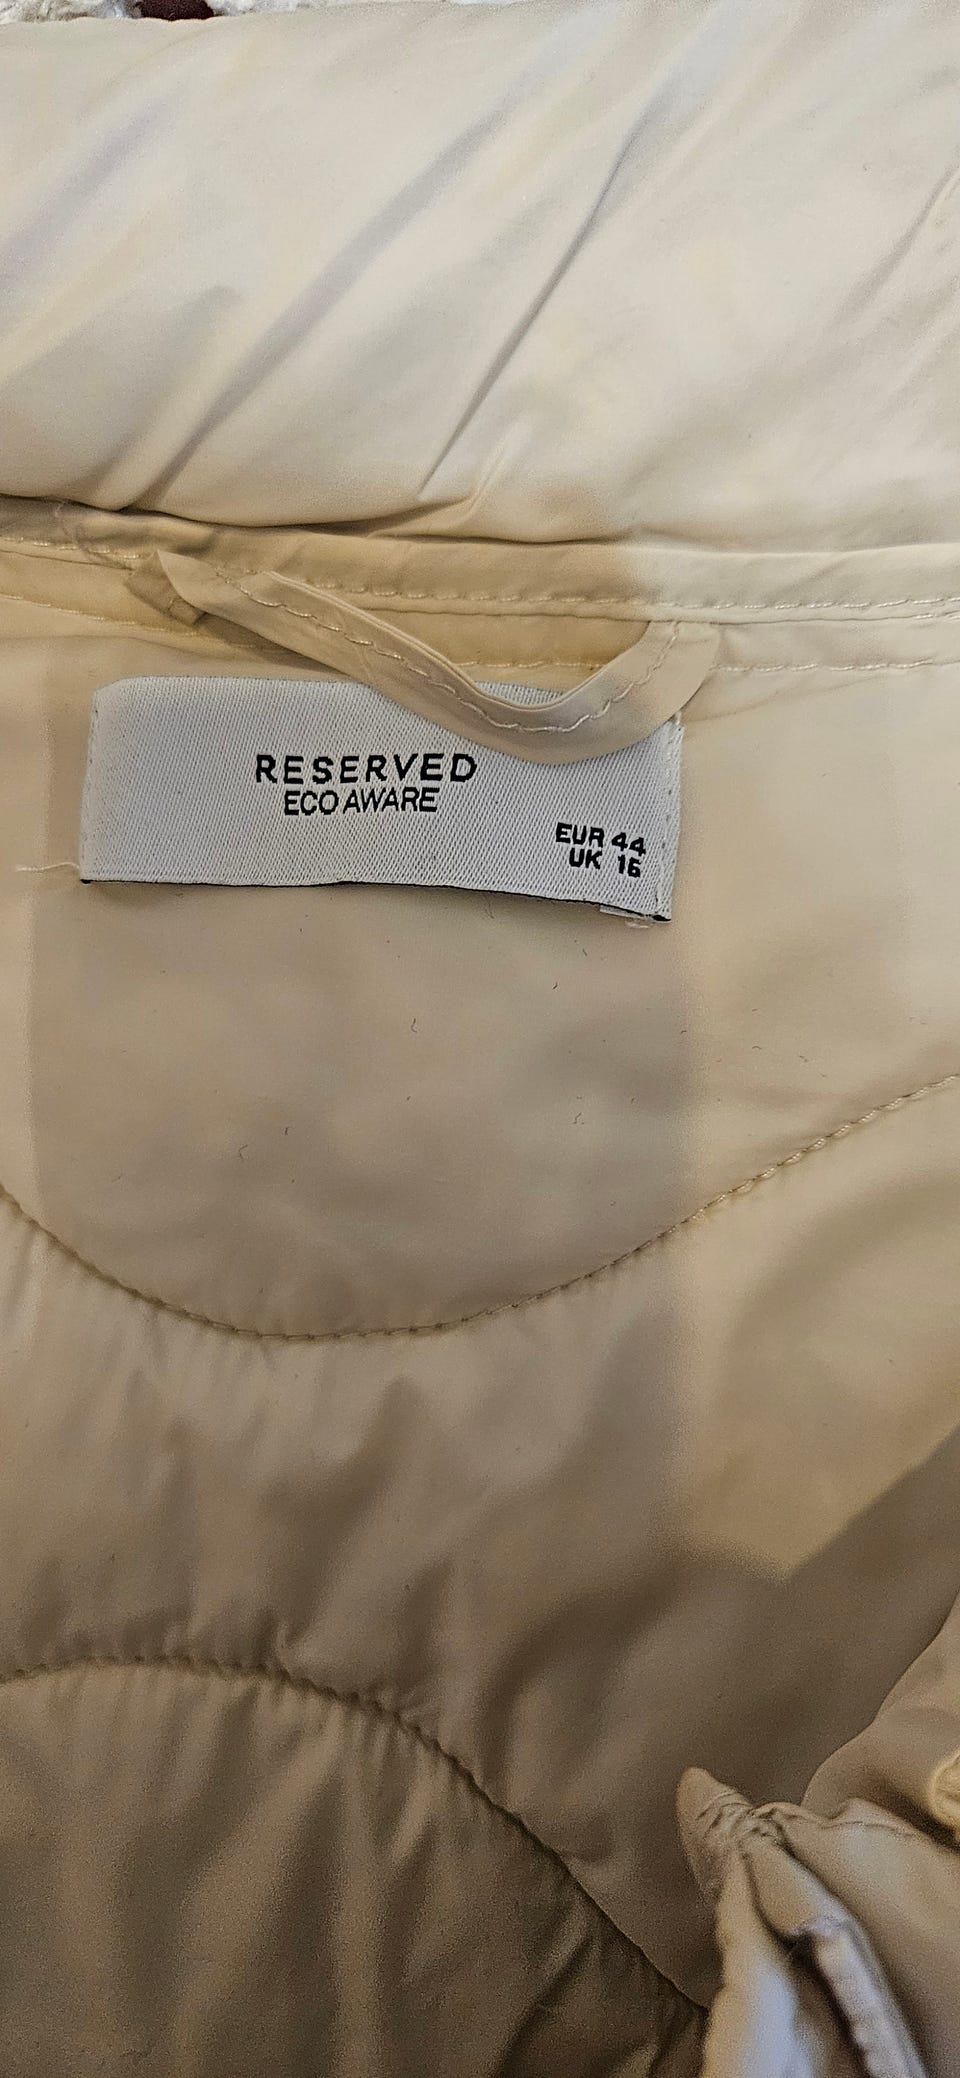 RESERVED
ECO AWARE
EUR 44
UK 16